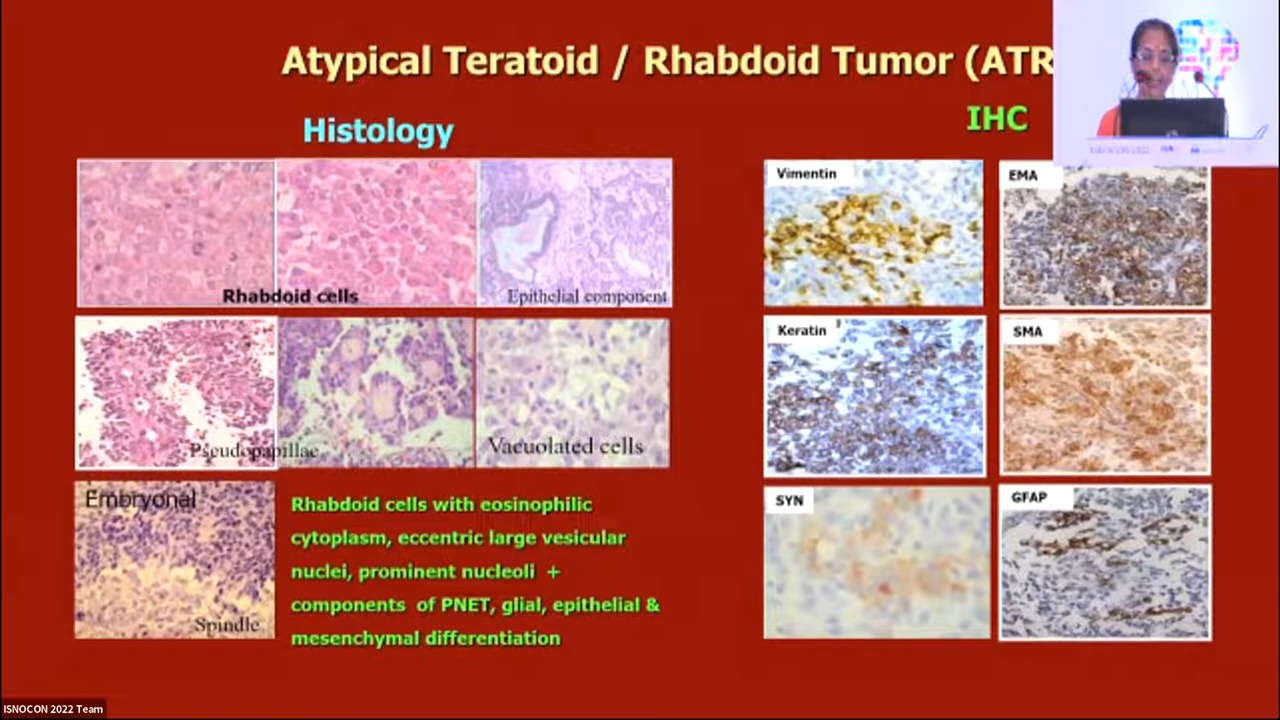 Atypical Teratoid / Rhabdoid Tumor (ATR
Histology
IHC
Rhabdoid cells
Epithelial component
Pseudopapillae
Vacuolated cells
Embryonal
Spindle
Rhabdoid cells with eosinophilic
cytoplasm, eccentric large vesicular
nuclei, prominent nucleoli +
components of PNET, glial, epithelial &
mesenchymal differentiation
Vimentin
EMA
Keratin
SMA
SYN
GFAP
ISNOCON 2022
ISNOCON 2022 Team